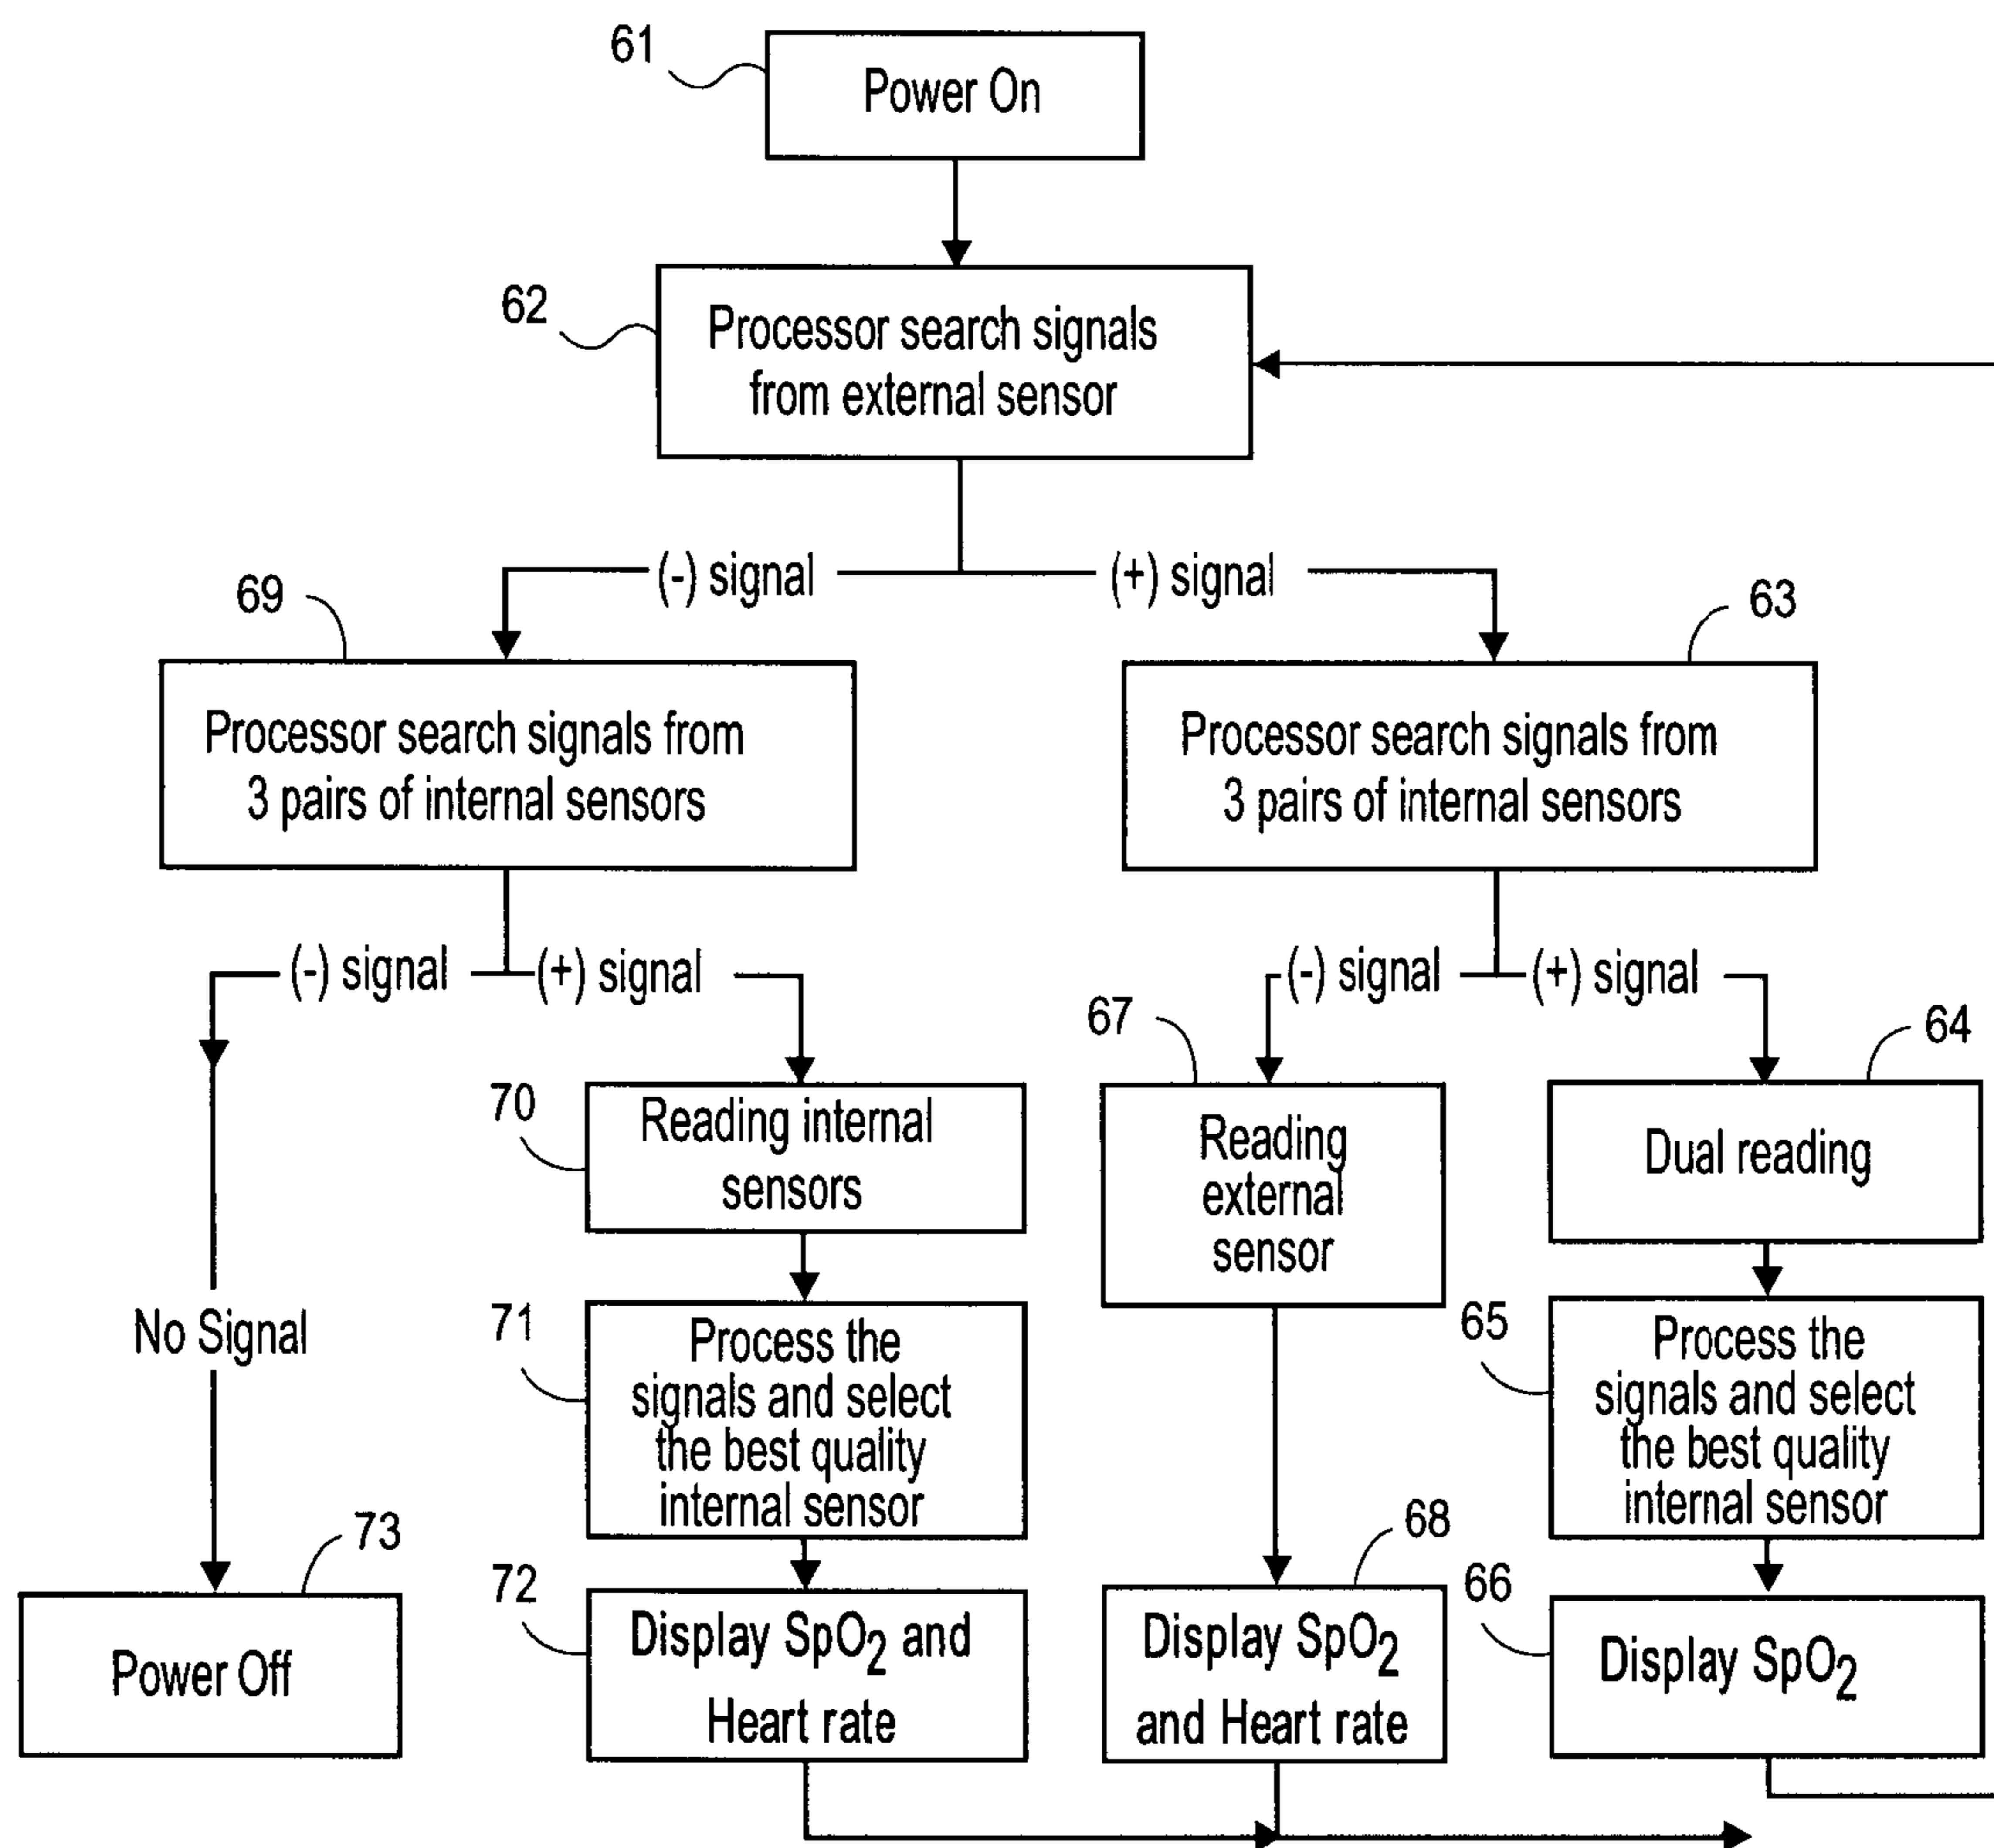 61
Power On
62
Processor search signals
from external sensor
(-) signal
(+) signal
69
63
Processor search signals from
3 pairs of internal sensors
Processor search signals from
3 pairs of internal sensors
(-) signal
(+) signal
(-) signal
(+) signal
67
64
70
Reading internal
sensors
Reading
external
sensor
Dual reading
No Signal
71
Process the
signals and select
the best quality
internal sensor
65
Process the
signals and select
the best quality
internal sensor
73
Power Off
72
Display SpO2 and
Heart rate
68
Display SpO2
and Heart rate
66
Display SpO2